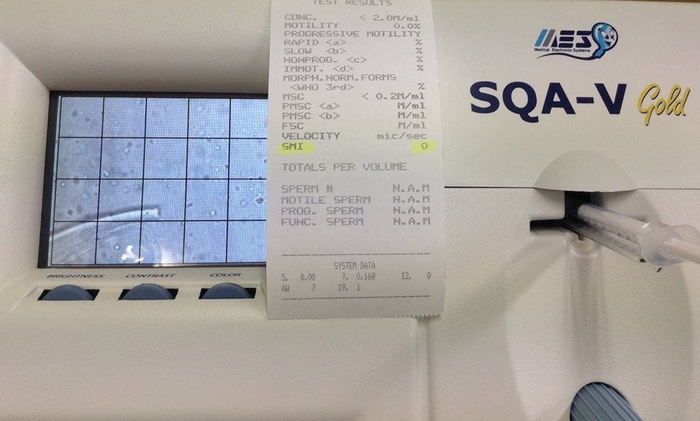 TEST RESULTS
CONC. < 2.0M/ml
MOTILITY 0.0%
PROGRESSIVE MOTILITY
RAPID <a> %
SLOW <b> %
NONPROG. <c> %
IMMOT. <d> %
MORPH.NORM.FORMS
<WHO 3rd> %
MSC < 0.2M/ml
PMSC <a> M/ml
PMSC <b> M/ml
FSC M/ml
VELOCITY mic/sec
SMI 0
TOTALS PER VOLUME
SPERM # N.A.M
MOTILE SPERM N.A.M
PROG. SPERM N.A.M
FUNC. SPERM N.A.M
SYSTEM DATA
5. 0.00 7. 0.168 12. 0
AW 7 19. 1
BRIGHTNESS CONTRAST COLOR
MES
Medical Electronic Systems
SQA-V Gold